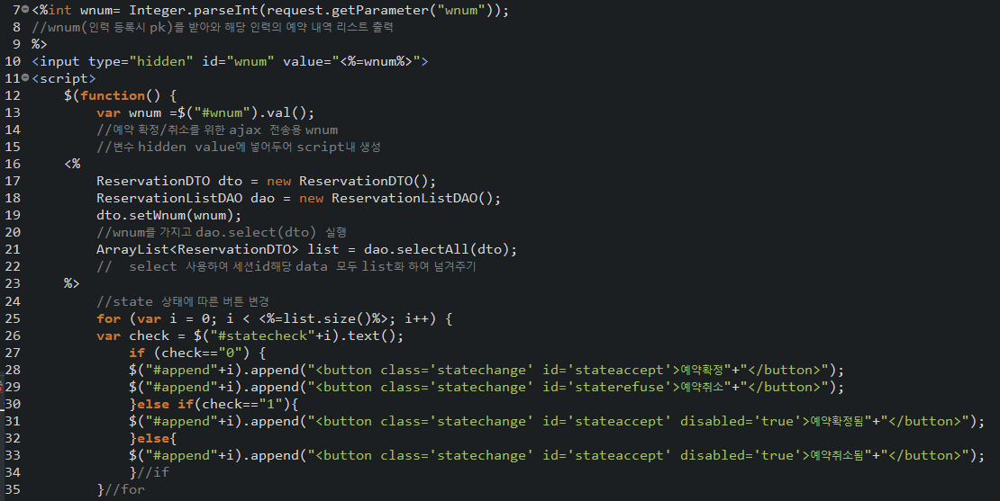 7 <%int wnum= Integer.parseInt(request.getParameter("wnum"));
8 //wnum(인력 등록시 pk)를 받아와 해당 인력의 예약 내역 리스트 출력
9 %>
10 <input type="hidden" id="wnum" value="<%=wnum%>">
11 <script>
12 $(function() {
13 var wnum =$("#wnum").val();
14 //예약 확정/취소를 위한 ajax 전송용 wnum
15 //변수 hidden value에 넣어두어 script내 생성
16 <%
17 ReservationDTO dto = new ReservationDTO();
18 ReservationListDAO dao = new ReservationListDAO();
19 dto.setWnum(wnum);
20 //wnum를 가지고 dao.select(dto) 실행
21 ArrayList<ReservationDTO> list = dao.selectAll(dto);
22 // select 사용하여 세션id해당 data 모두 list화 하여 넘겨주기
23 %>
24 //state 상태에 따른 버튼 변경
25 for (var i = 0; i < <%=list.size()%>; i++) {
26 var check = $("#statecheck"+i).text();
27 if (check=="0") {
28 $("#append"+i).append("<button class='statechange' id='stateaccept'>예약확정"+"</button>");
29 $("#append"+i).append("<button class='statechange' id='staterefuse'>예약취소"+"</button>");
30 }else if(check=="1"){
31 $("#append"+i).append("<button class='statechange' id='stateaccept' disabled='true'>예약확정됨"+"</button>");
32 }else{
33 $("#append"+i).append("<button class='statechange' id='stateaccept' disabled='true'>예약취소됨"+"</button>");
34 }//if
35 }//for